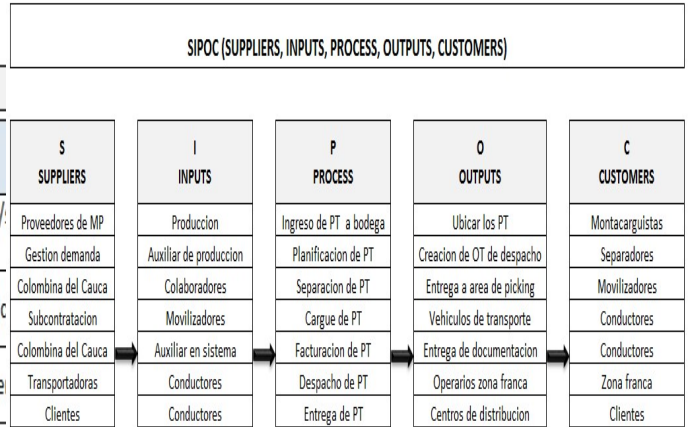 SIPOC (SUPPLIERS, INPUTS, PROCESS, OUTPUTS, CUSTOMERS)
S
SUPPLIERS
I
INPUTS
P
PROCESS
O
OUTPUTS
C
CUSTOMERS
Proveedores de MP
Produccion
Ingreso de PT a bodega
Ubicar los PT
Montacarguistas
Gestion demanda
Auxiliar de produccion
Planificacion de PT
Creacion de OT de despacho
Separadores
Colombina del Cauca
Colaboradores
Separacion de PT
Entrega a area de picking
Movilizadores
Subcontratacion
Movilizadores
Cargue de PT
Vehiculos de transporte
Conductores
Colombina del Cauca
Auxiliar en sistema
Facturacion de PT
Entrega de documentacion
Conductores
Transportadoras
Conductores
Despacho de PT
Operarios zona franca
Zona franca
Clientes
Conductores
Entrega de PT
Centros de distribucion
Clientes